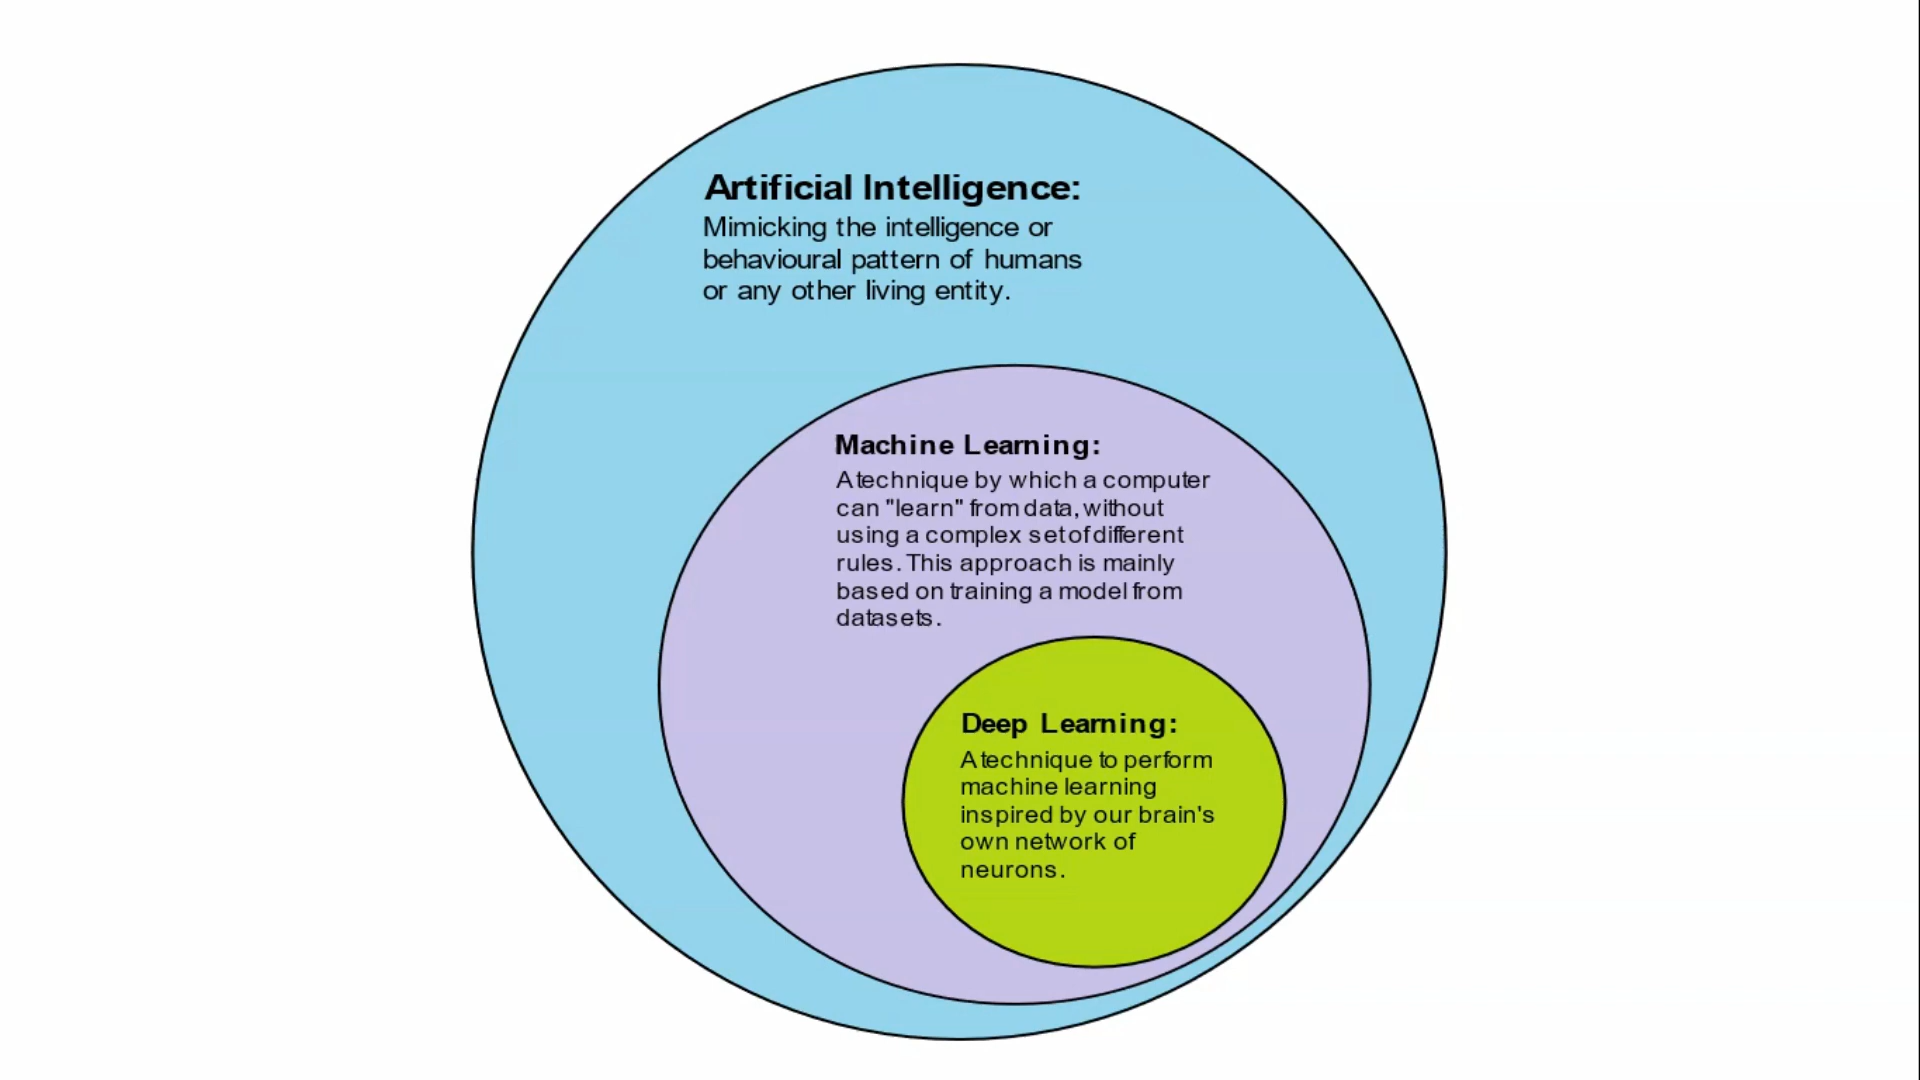 Artificial Intelligence:
Mimicking the intelligence or
behavioural pattern of humans
or any other living entity.
Machine Learning:
A technique by which a computer
can "learn" from data, without
using a complex set of different
rules. This approach is mainly
based on training a model from
datasets.
Deep Learning:
A technique to perform
machine learning
inspired by our brain's
own network of
neurons.